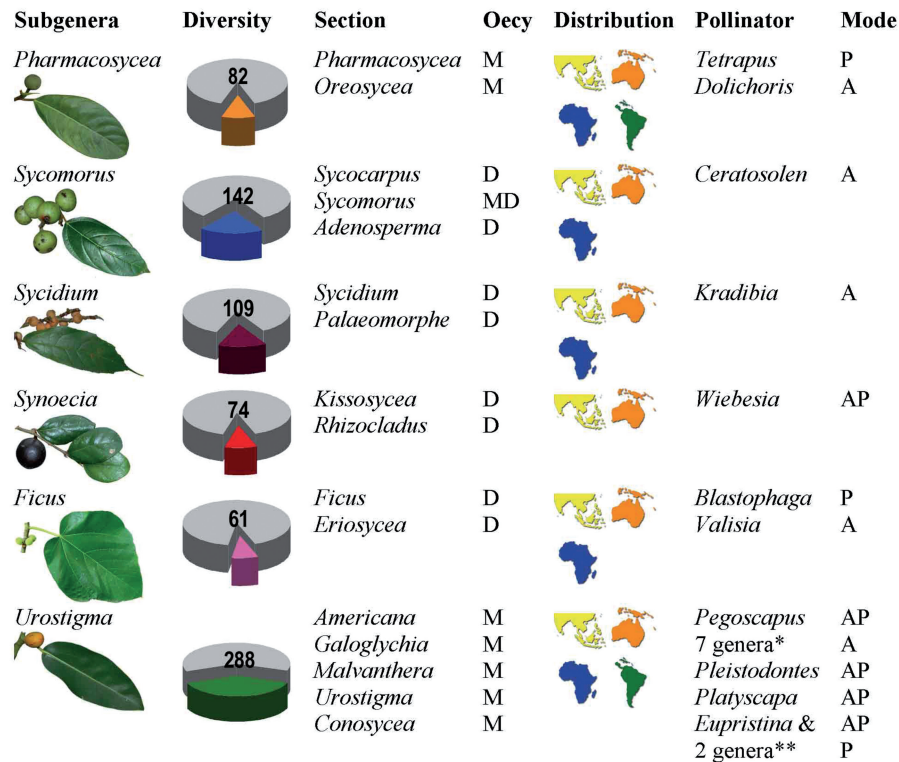 Subgenera Diversity Section Oecy Distribution Pollinator Mode
Pharmacosycea 82 Pharmacosycea M Tetrapus P
Oreosycea M Dolichoris A
Sycomorus 142 Sycocarpus D Ceratosolen A
Sycomorus MD
Adenosperma D
Sycidium 109 Sycidium D Kradibia A
Palaeomorphe D
Synoecia 74 Kissosycea D Wiebesia AP
Rhizocladus D
Ficus 61 Ficus D Blastophaga P
Eriosycea D Valisia A
Urostigma 288 Americana M Pegoscapus AP
Galoglychia M 7 genera* A
Malvanthera M Pleistodontes AP
Urostigma M Platyscapa AP
Conosycea M Eupristina & AP
2 genera** P